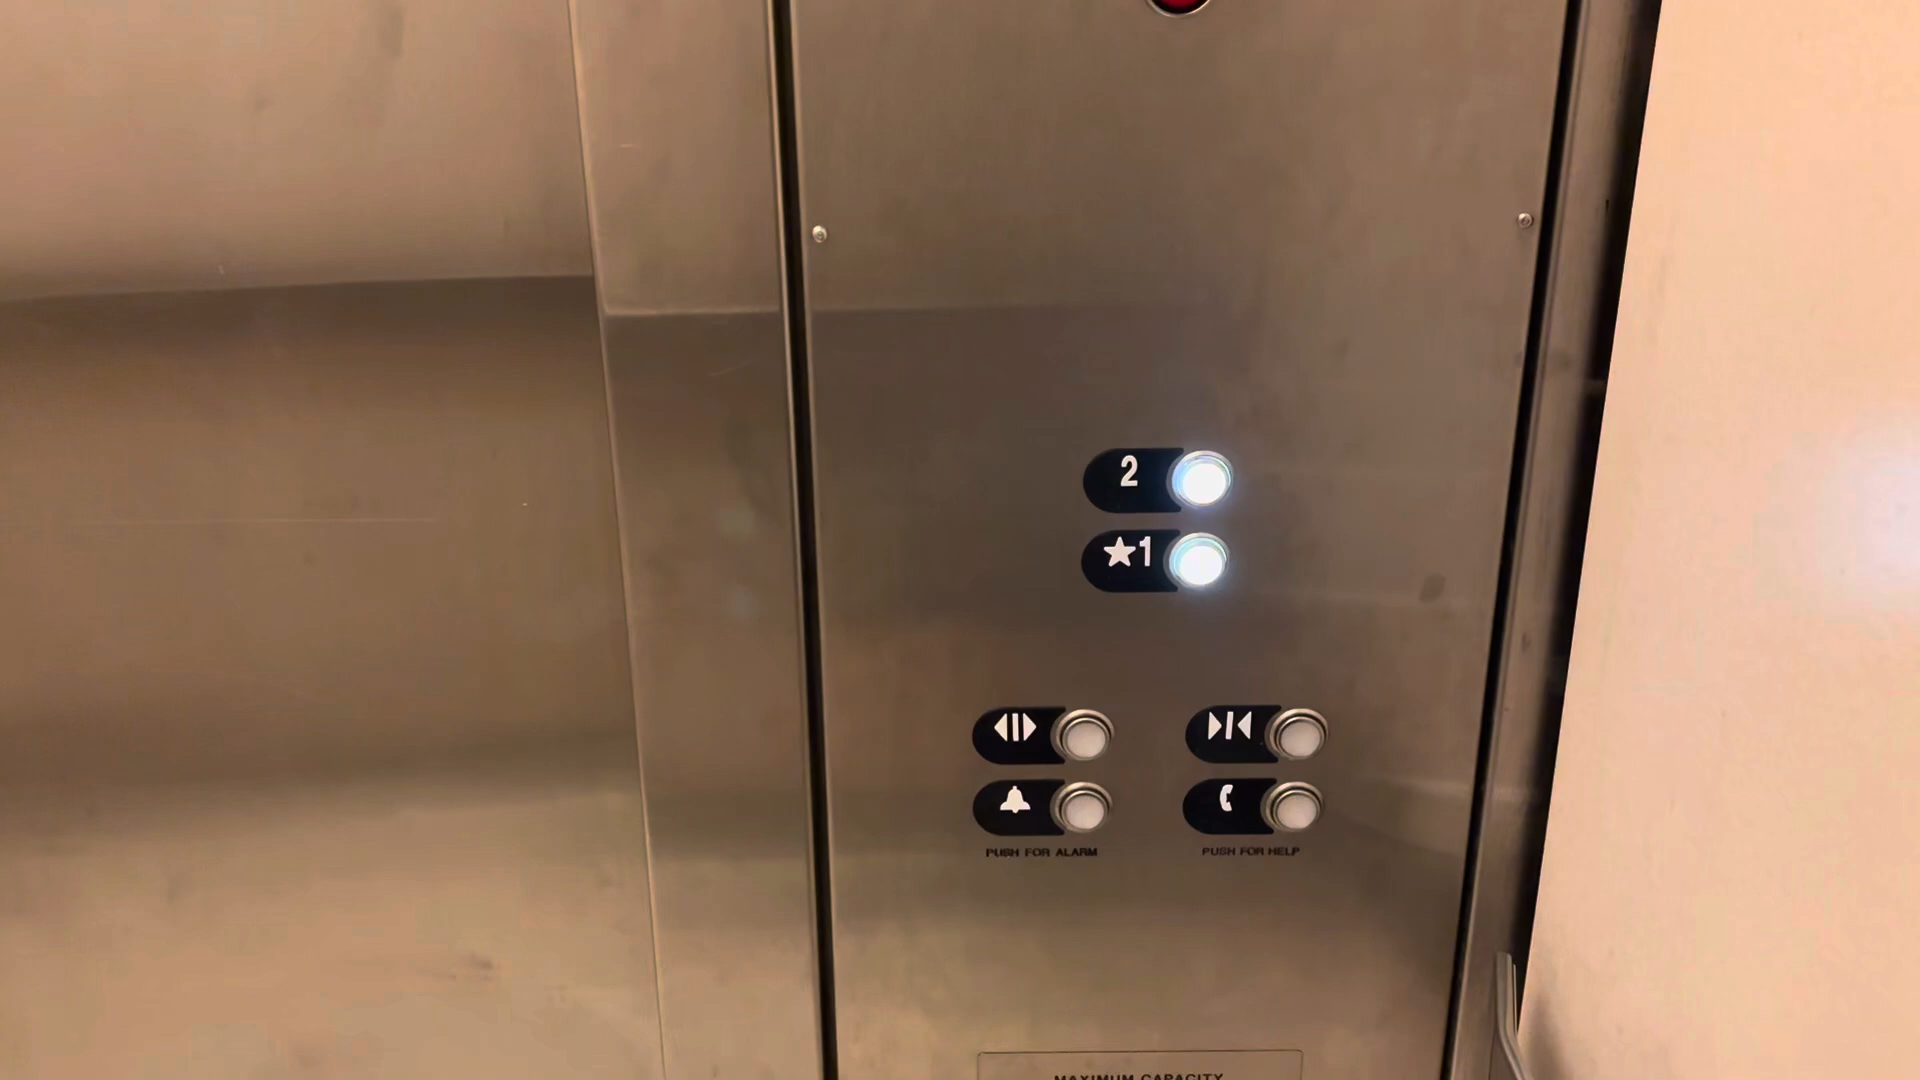 2
★1
PUSH FOR ALARM
PUSH FOR HELP
MAXIMUM CAPACITY